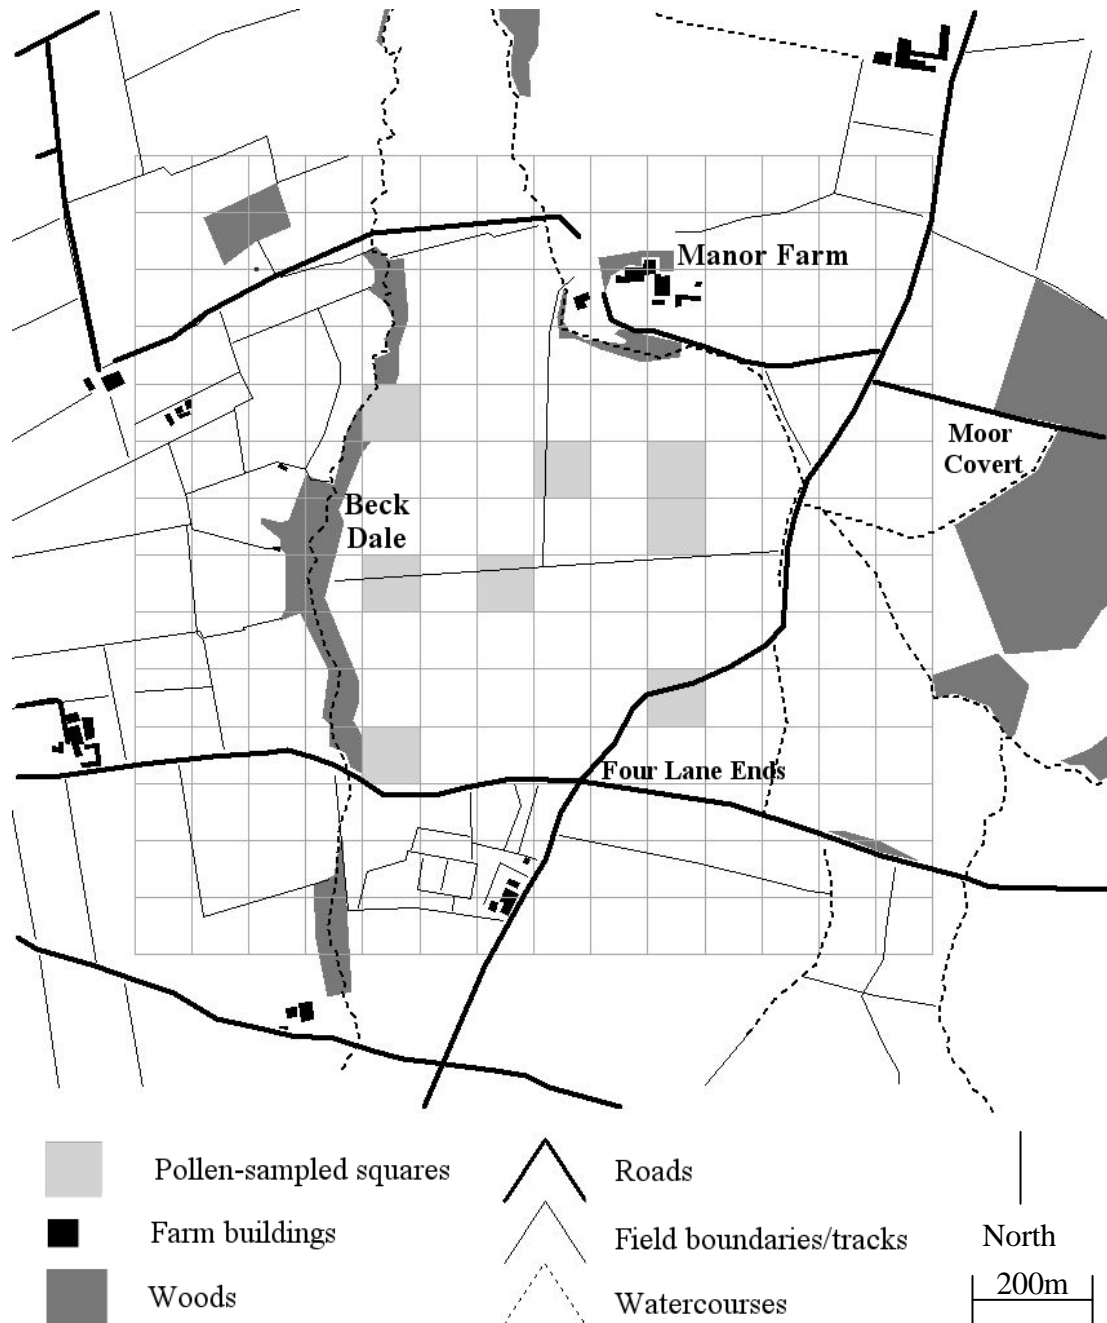 Manor Farm
Moor
Covert
Beck
Dale
Four Lane Ends
Pollen-sampled squares
Roads
Farm buildings
Field boundaries/tracks
North
Woods
Watercourses
200m